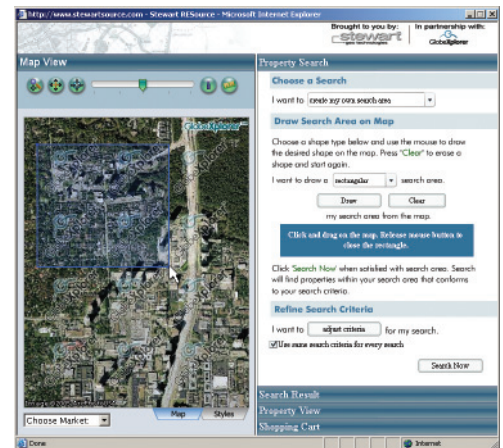 http://www.stewartsource.com - Stewart RESource - Microsoft Internet Explorer
Brought to you by:
In partnership with:
stewart
GlobeXplorer
Map View
Property Search
Choose a Search
I want to create my own search area
Draw Search Area on Map
Choose a shape type below and use the mouse to draw
the desired shape on the map. Press "Clear" to erase a
shape and start again.
I want to draw a rectangular search area.
Draw Clear
my search area from the map.
Click and drag on the map. Release mouse button to
close the rectangle.
Click 'Search Now' when satisfied with search area. Search
will find properties within your search area that conforms
to your search criteria.
Refine Search Criteria
I want to adjust criteria for my search.
Use same search criteria for every search
Search Now
GlobeXplorer
Choose Market:
Map
Styles
Search Result
Property View
Shopping Cart
Done
Internet